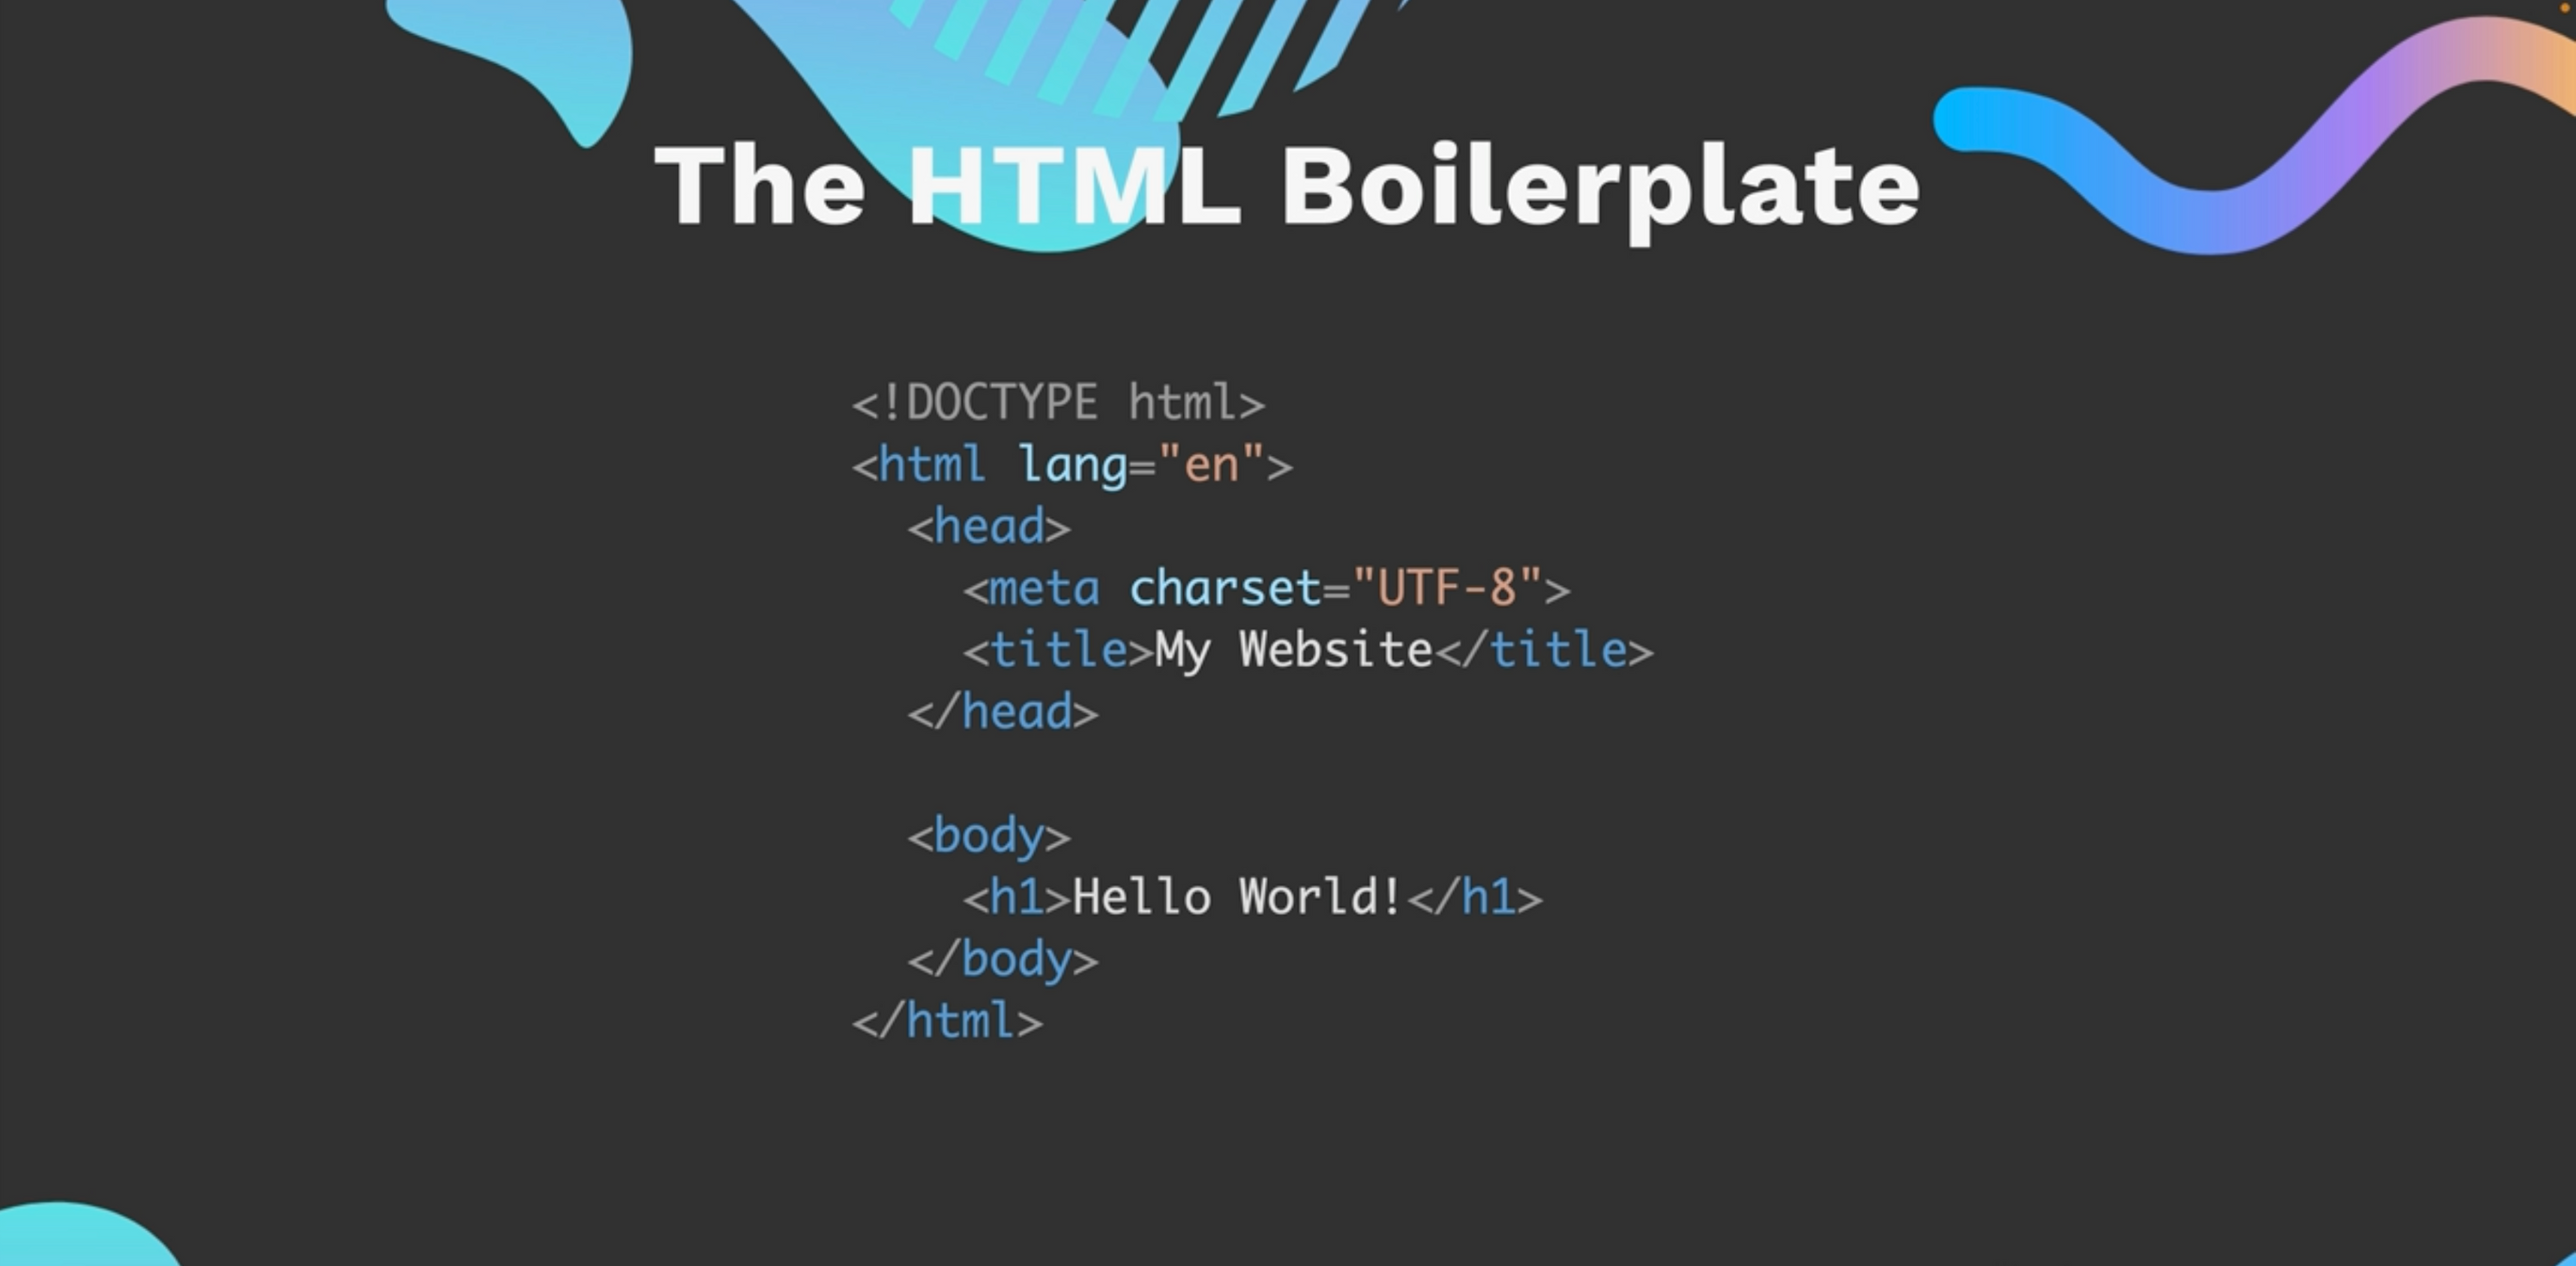 The HTML Boilerplate
<!DOCTYPE html>
<html lang="en">
  <head>
    <meta charset="UTF-8">
    <title>My Website</title>
  </head>

  <body>
    <h1>Hello World!</h1>
  </body>
</html>